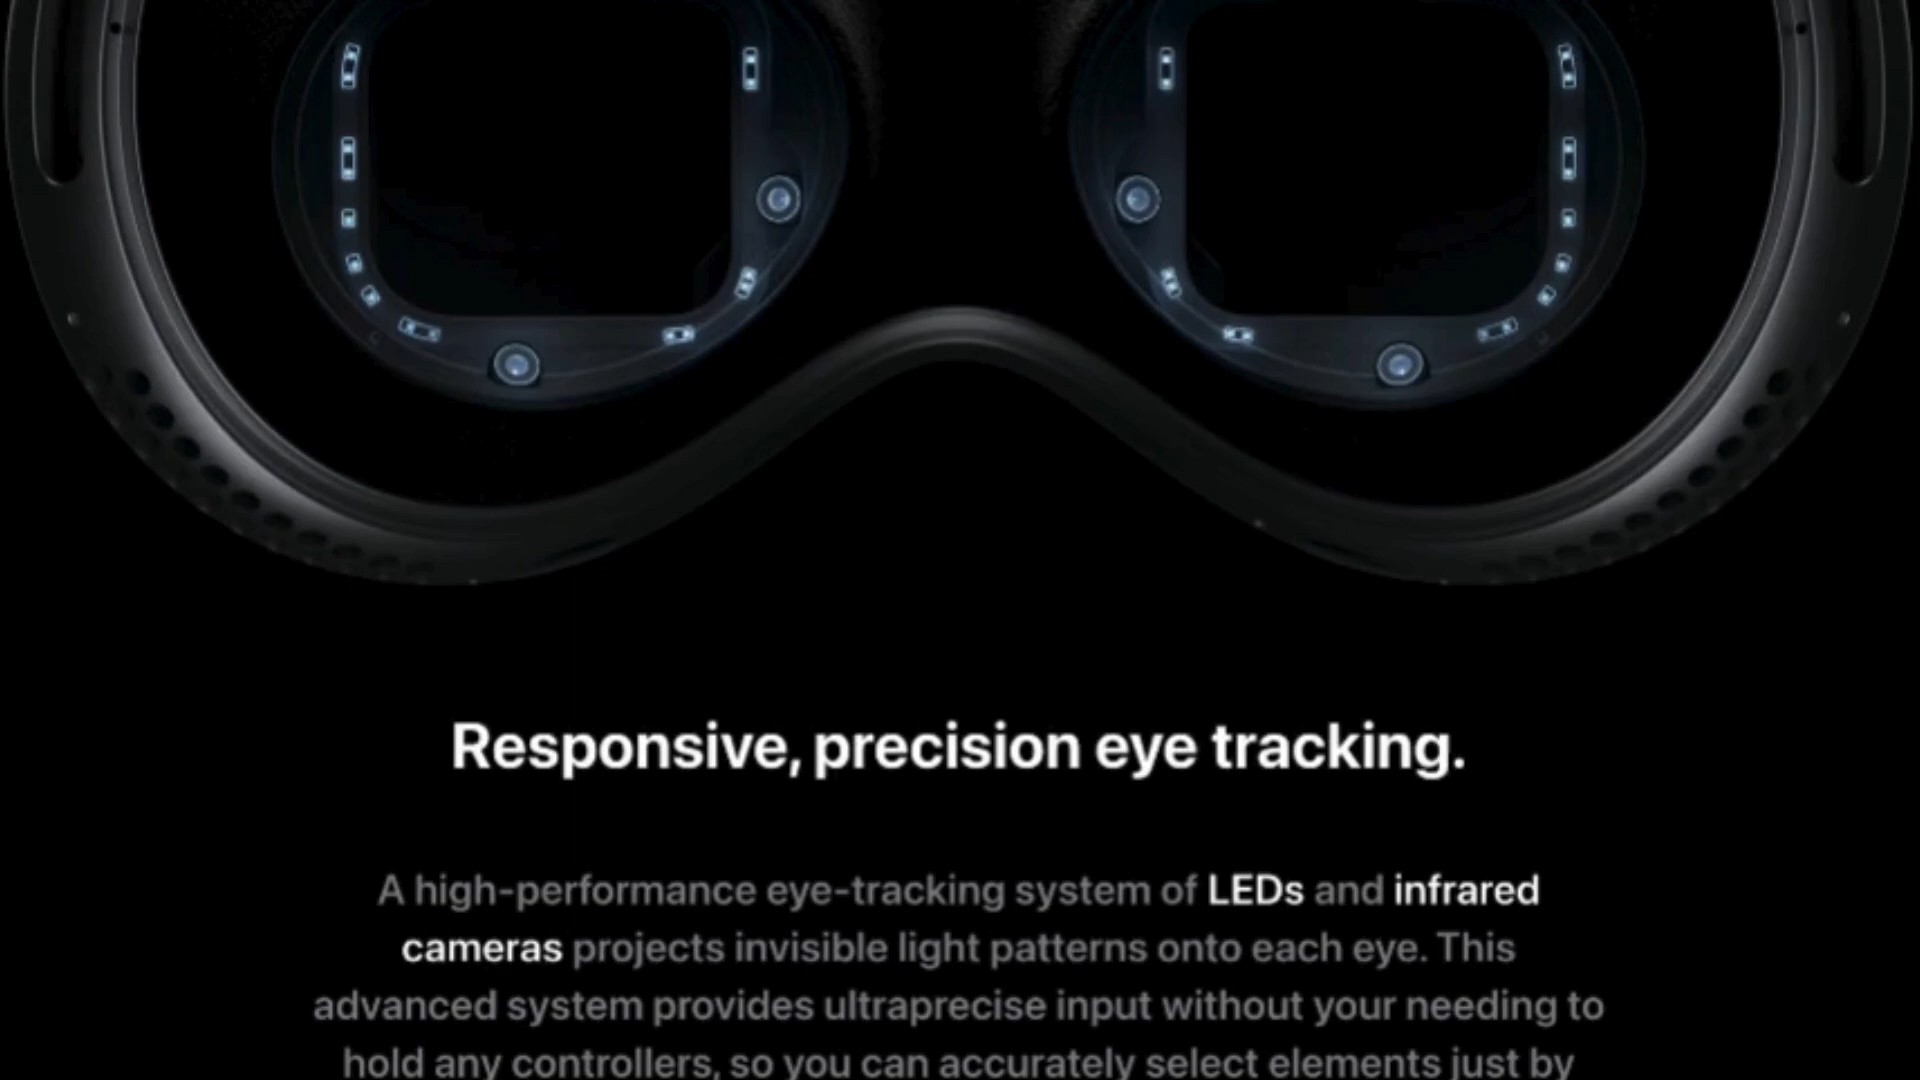 Responsive, precision eye tracking.
A high-performance eye-tracking system of LEDs and infrared
cameras projects invisible light patterns onto each eye. This
advanced system provides ultraprecise input without your needing to
hold any controllers, so you can accurately select elements just by